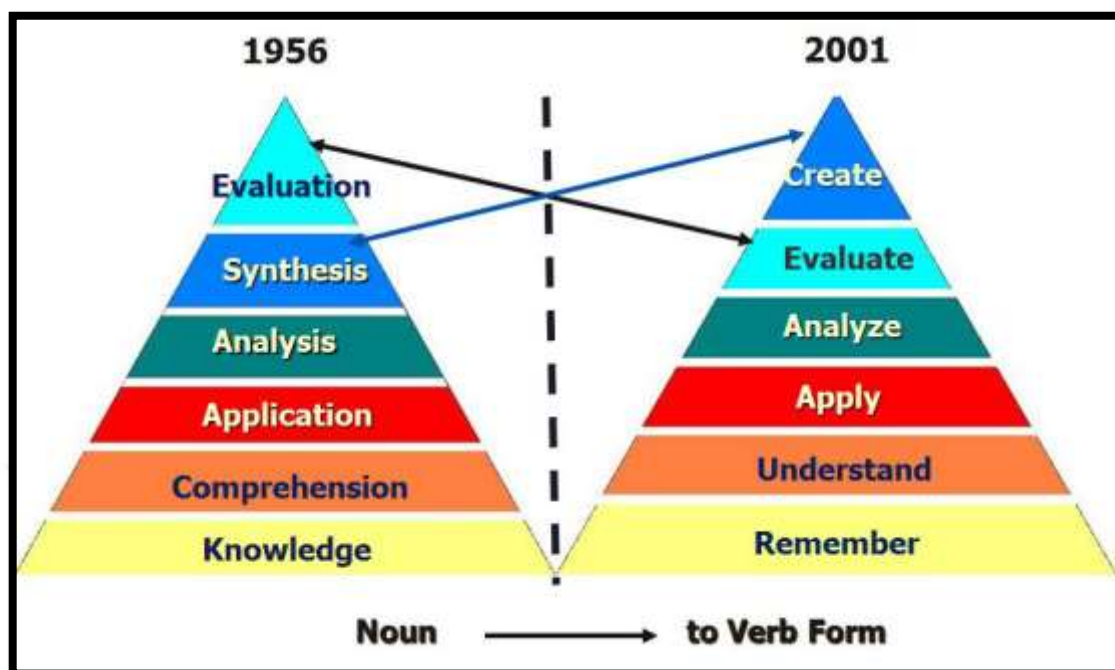 1956
Evaluation
Synthesis
Analysis
Application
Comprehension
Knowledge
2001
Create
Evaluate
Analyze
Apply
Understand
Remember
Noun to Verb Form